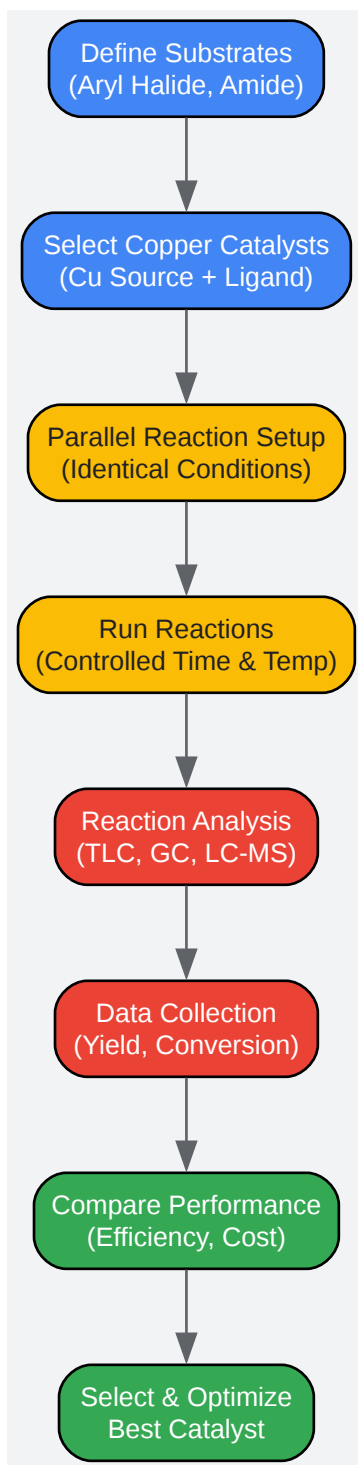 Define Substrates
(Aryl Halide, Amide)
Select Copper Catalysts
(Cu Source + Ligand)
Parallel Reaction Setup
(Identical Conditions)
Run Reactions
(Controlled Time & Temp)
Reaction Analysis
(TLC, GC, LC-MS)
Data Collection
(Yield, Conversion)
Compare Performance
(Efficiency, Cost)
Select & Optimize
Best Catalyst